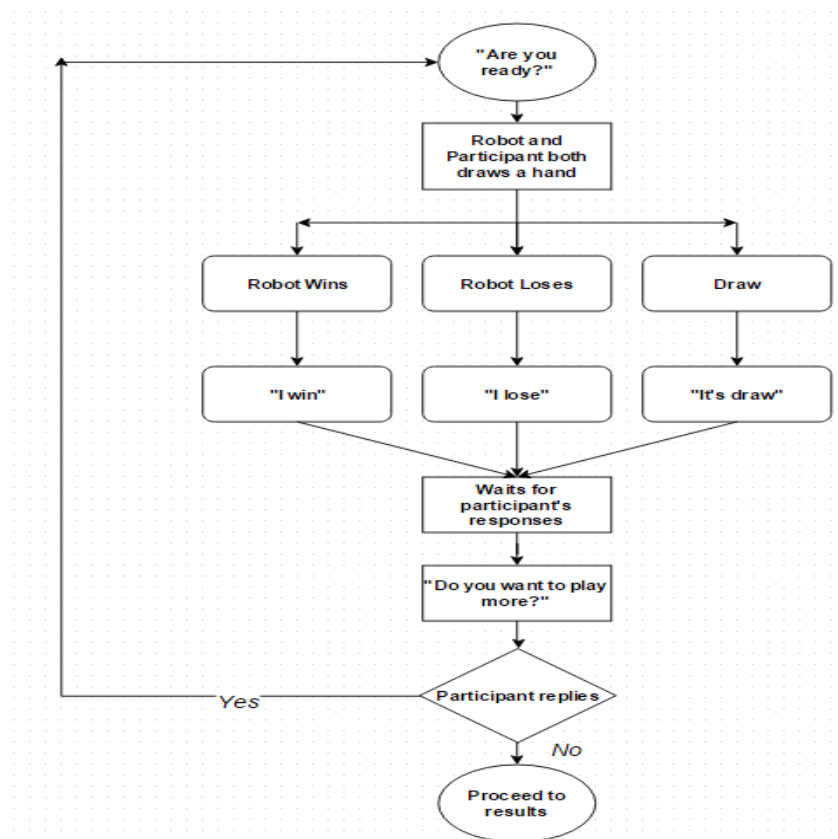 "Are you
ready?"
Robot and
Participant both
draws a hand
Robot Wins
Robot Loses
Draw
"I win"
"I lose"
"It's draw"
Waits for
participant's
responses
"Do you want to play
more?"
Participant replies
Yes
No
Proceed to
results